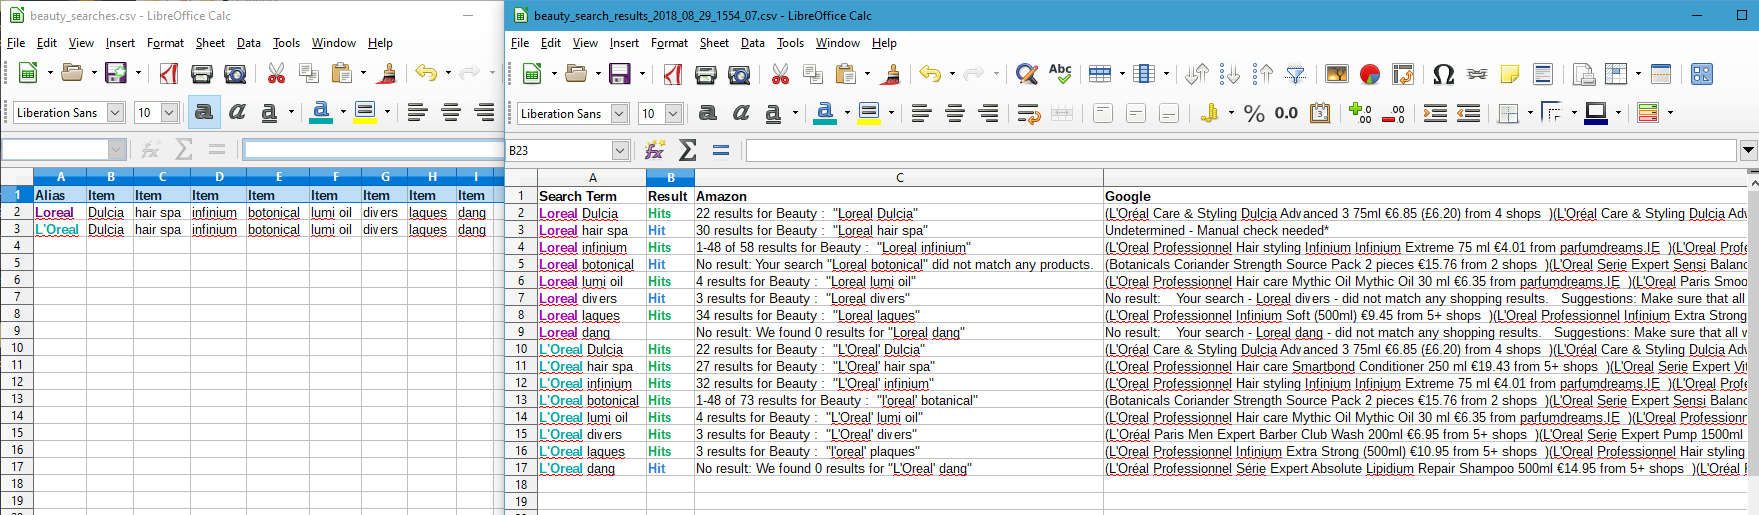 beauty_searches.csv - LibreOffice Calc
File Edit View Insert Format Sheet Data Tools Window Help
Liberation Sans 10 a a a a
A B C D E F G H I
1 Alias Item Item Item Item Item Item Item Item
2 Loreal Dulcia hair spa infinium botonical lumi oil divers laques dang
3 L'Oreal Dulcia hair spa infinium botonical lumi oil divers laques dang
4
5
6
7
8
9
10
11
12
13
14
15
16
17
18
19
beauty_search_results_2018_08_29_1554_07.csv - LibreOffice Calc
File Edit View Insert Format Sheet Data Tools Window Help
Abc
Liberation Sans 10 a a a a % 0.0 .00 .00
B23
A B C
1 Search Term Result Amazon Google
2 Loreal Dulcia Hits 22 results for Beauty : "Loreal Dulcia" (L'Oréal Care & Styling Dulcia Advanced 3 75ml €6.85 (£6.20) from 4 shops )(L'Oréal Care & Styling Dulcia Adv
3 Loreal hair spa Hit 30 results for Beauty : "Loreal hair spa" Undetermined - Manual check needed*
4 Loreal infinium Hits 1-48 of 58 results for Beauty : "Loreal infinium" (L'Oreal Professionnel Hair styling Infinium Infinium Extreme 75 ml €4.01 from parfumdreams.IE )(L'Oreal Profe
5 Loreal botonical Hit No result: Your search "Loreal botonical" did not match any products. (Botanicals Coriander Strength Source Pack 2 pieces €15.76 from 2 shops )(L'Oreal Serie Expert Sensi Balanc
6 Loreal lumi oil Hits 4 results for Beauty : "Loreal lumi oil" (L'Oreal Professionnel Hair care Mythic Oil Mythic Oil 30 ml €6.35 from parfumdreams.IE )(L'Oreal Paris Smoo
7 Loreal divers Hit 3 results for Beauty : "Loreal divers" No result: Your search - Loreal divers - did not match any shopping results. Suggestions: Make sure that all
8 Loreal laques Hits 34 results for Beauty : "Loreal laques" (L'Oreal Professionnel Infinium Soft (500ml) €9.45 from 5+ shops )(L'Oreal Professionnel Infinium Extra Strong
9 Loreal dang No result: We found 0 results for "Loreal dang" No result: Your search - Loreal dang - did not match any shopping results. Suggestions: Make sure that all w
10 L'Oreal Dulcia Hits 22 results for Beauty : "L'Oreal' Dulcia" (L'Oréal Care & Styling Dulcia Advanced 3 75ml €6.85 (£6.20) from 4 shops )(L'Oréal Care & Styling Dulcia Adv
11 L'Oreal hair spa Hits 27 results for Beauty : "L'Oreal' hair spa" (L'Oreal Professionnel Hair care Smartbond Conditioner 250 ml €19.43 from 5+ shops )(L'Oreal Serie Expert Vit
12 L'Oreal infinium Hits 32 results for Beauty : "L'Oreal' infinium" (L'Oreal Professionnel Hair styling Infinium Infinium Extreme 75 ml €4.01 from parfumdreams.IE )(L'Oreal Profe
13 L'Oreal botonical Hits 1-48 of 73 results for Beauty : "l'oreal' botanical" (Botanicals Coriander Strength Source Pack 2 pieces €15.76 from 2 shops )(L'Oreal Serie Expert Sensi Balanc
14 L'Oreal lumi oil Hits 4 results for Beauty : "L'Oreal' lumi oil" (L'Oreal Professionnel Hair care Mythic Oil Mythic Oil 30 ml €6.35 from parfumdreams.IE )(L'Oreal Professionn
15 L'Oreal divers Hits 3 results for Beauty : "L'Oreal' divers" (L'Oréal Paris Men Expert Barber Club Wash 200ml €6.95 from 5+ shops )(L'Oreal Serie Expert Pump 1500ml
16 L'Oreal laques Hits 3 results for Beauty : "l'oreal' plaques" (L'Oreal Professionnel Infinium Extra Strong (500ml) €10.95 from 5+ shops )(L'Oreal Professionnel Hair styling
17 L'Oreal dang Hit No result: We found 0 results for "L'Oreal' dang" (L'Oréal Professionnel Série Expert Absolute Lipidium Repair Shampoo 500ml €14.95 from 5+ shops )(L'Oréal F
18
19